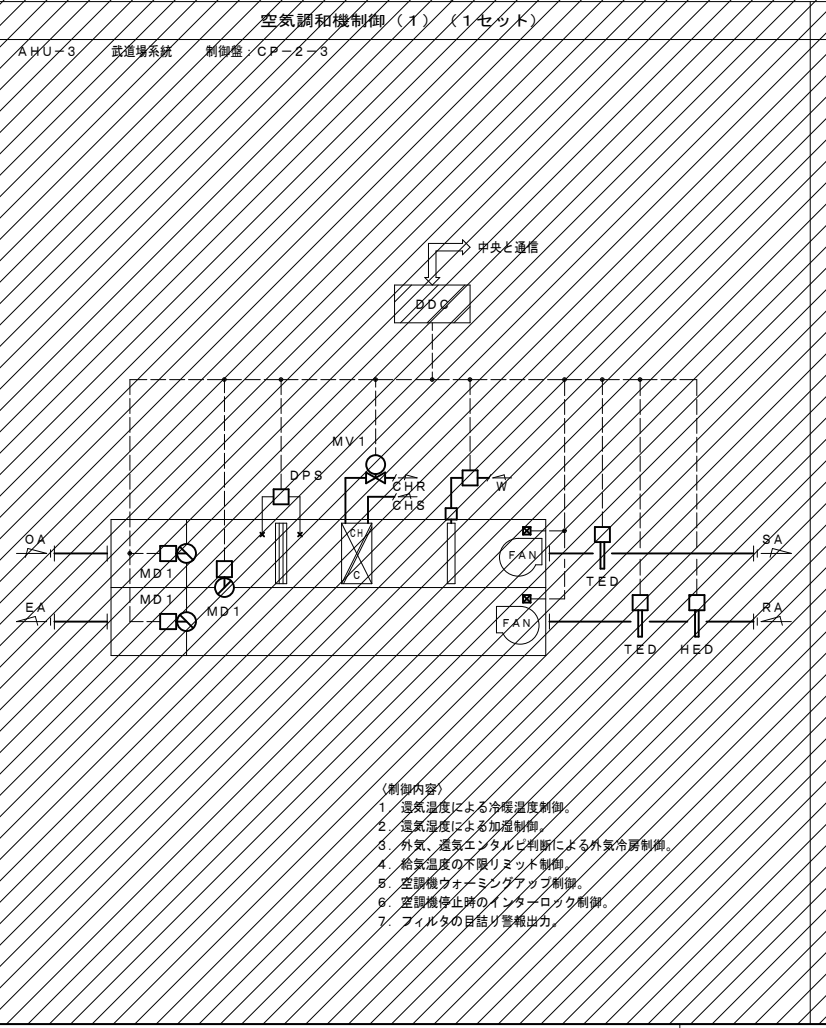 空気調和機制御（１）（１セット）
ＡＨＵ－３　武道場系統　制御盤：ＣＰ－２－３
中央と通信
ＤＤＣ
ＭＶ１
ＤＰＳ
ＣＨＲ
Ｗ
ＣＨＳ
ＯＡ
ＣＨ
ＦＡＮ
ＳＡ
ＭＤ１
Ｃ
ＴＥＤ
ＭＤ１
ＭＤ１
ＥＡ
ＦＡＮ
ＲＡ
ＴＥＤ
ＨＥＤ
〈制御内容〉
１．還気温度による冷暖温度制御。
２．還気湿度による加湿制御。
３．外気、還気エンタルピ判断による外気冷房制御。
４．給気温度の下限リミット制御。
５．空調機ウォーミングアップ制御。
６．空調機停止時のインターロック制御。
７．フィルタの目詰り警報出力。